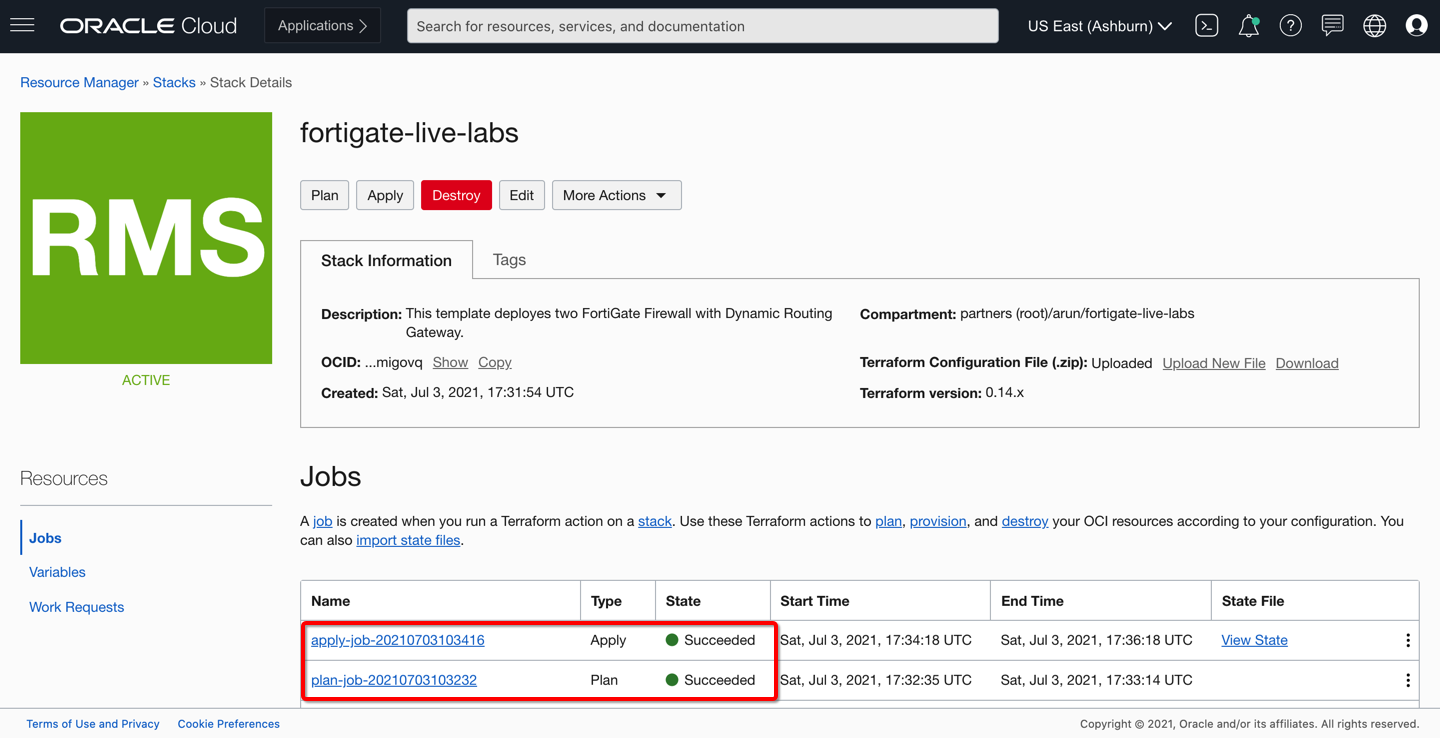 ORACLE Cloud
Applications
Search for resources, services, and documentation
US East (Ashburn)
Resource Manager » Stacks » Stack Details
RMS
ACTIVE
fortigate-live-labs
Plan
Apply
Destroy
Edit
More Actions
Stack Information
Tags
Description: This template deployes two FortiGate Firewall with Dynamic Routing
Gateway.
OCID: ...migovq Show Copy
Created: Sat, Jul 3, 2021, 17:31:54 UTC
Compartment: partners (root)/arun/fortigate-live-labs
Terraform Configuration File (.zip): Uploaded Upload New File Download
Terraform version: 0.14.x
Resources
Jobs
Variables
Work Requests
Jobs
A job is created when you run a Terraform action on a stack. Use these Terraform actions to plan, provision, and destroy your OCI resources according to your configuration. You
can also import state files.
Name Type State Start Time End Time State File
apply-job-20210703103416 Apply Succeeded Sat, Jul 3, 2021, 17:34:18 UTC Sat, Jul 3, 2021, 17:36:18 UTC View State
plan-job-20210703103232 Plan Succeeded Sat, Jul 3, 2021, 17:32:35 UTC Sat, Jul 3, 2021, 17:33:14 UTC
Terms of Use and Privacy Cookie Preferences
Copyright © 2021, Oracle and/or its affiliates. All rights reserved.